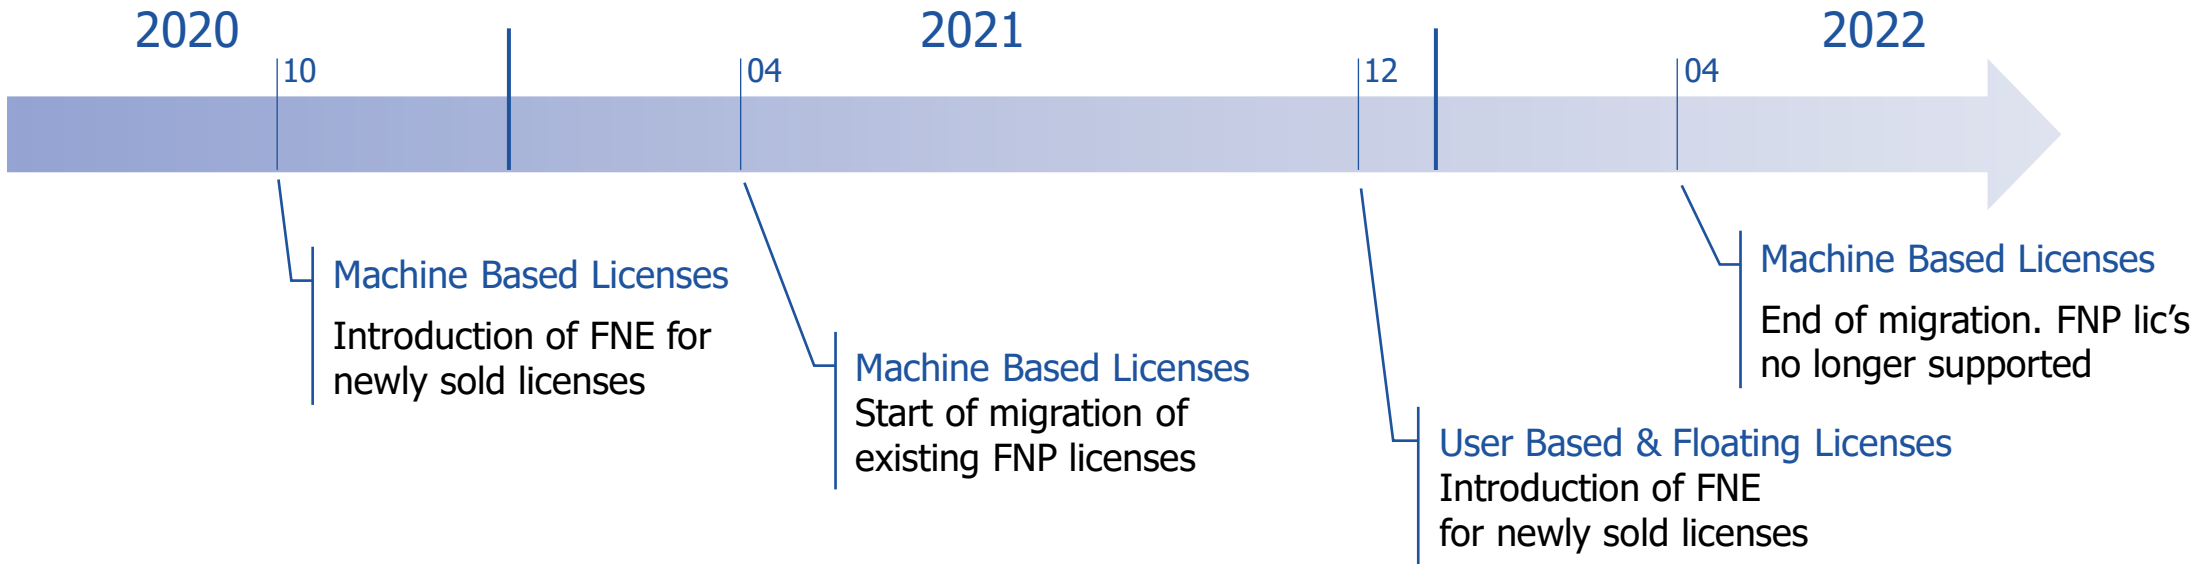 2020
2021
2022
10
04
12
04
Machine Based Licenses
Introduction of FNE for
newly sold licenses
Machine Based Licenses
Start of migration of
existing FNP licenses
User Based & Floating Licenses
Introduction of FNE
for newly sold licenses
Machine Based Licenses
End of migration. FNP lic’s
no longer supported